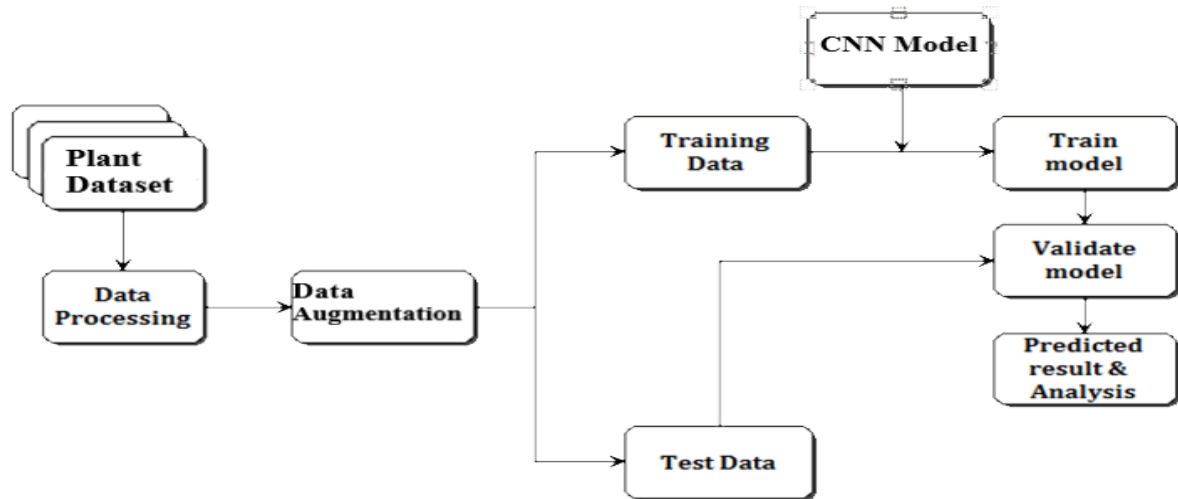 CNN Model
Plant
Dataset
Training
Data
Train
model
Validate
model
Data
Processing
Data
Augmentation
Predicted
result &
Analysis
Test Data